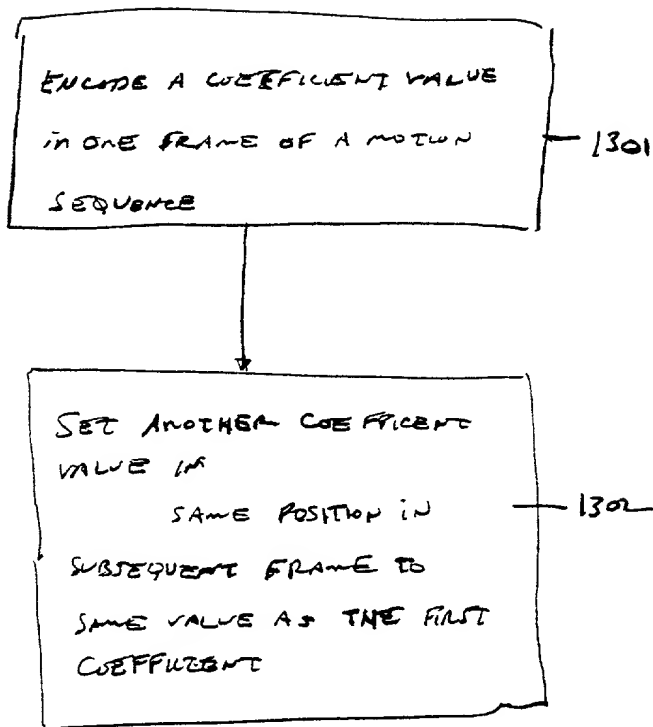 ENCODE A COEFFICIENT VALUE
in ONE FRAME OF A MOTION
SEQUENCE
1301
SET ANOTHER COEFFICENT
VALUE IN
SAME POSITION in
SUBSEQUENT FRAME TO
SAME VALUE AS THE FIRST
COEFFICIENT
1302